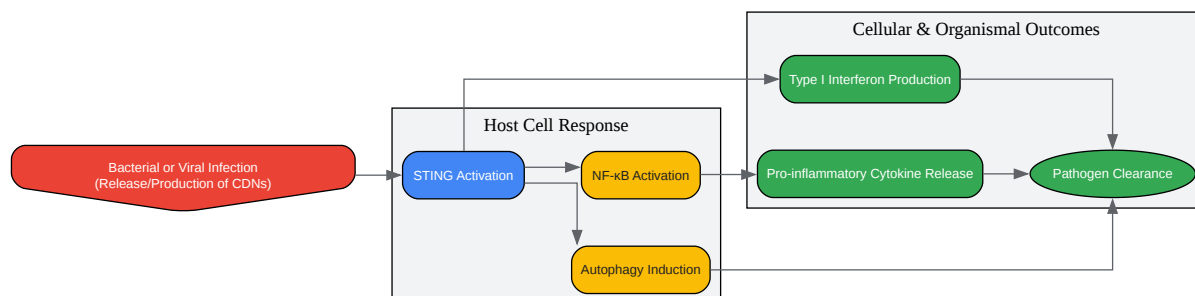 Cellular & Organismal Outcomes
Type I Interferon Production
Host Cell Response
Bacterial or Viral Infection
(Release/Production of CDNs)
STING Activation
NF-κB Activation
Pro-inflammatory Cytokine Release
Pathogen Clearance
Autophagy Induction